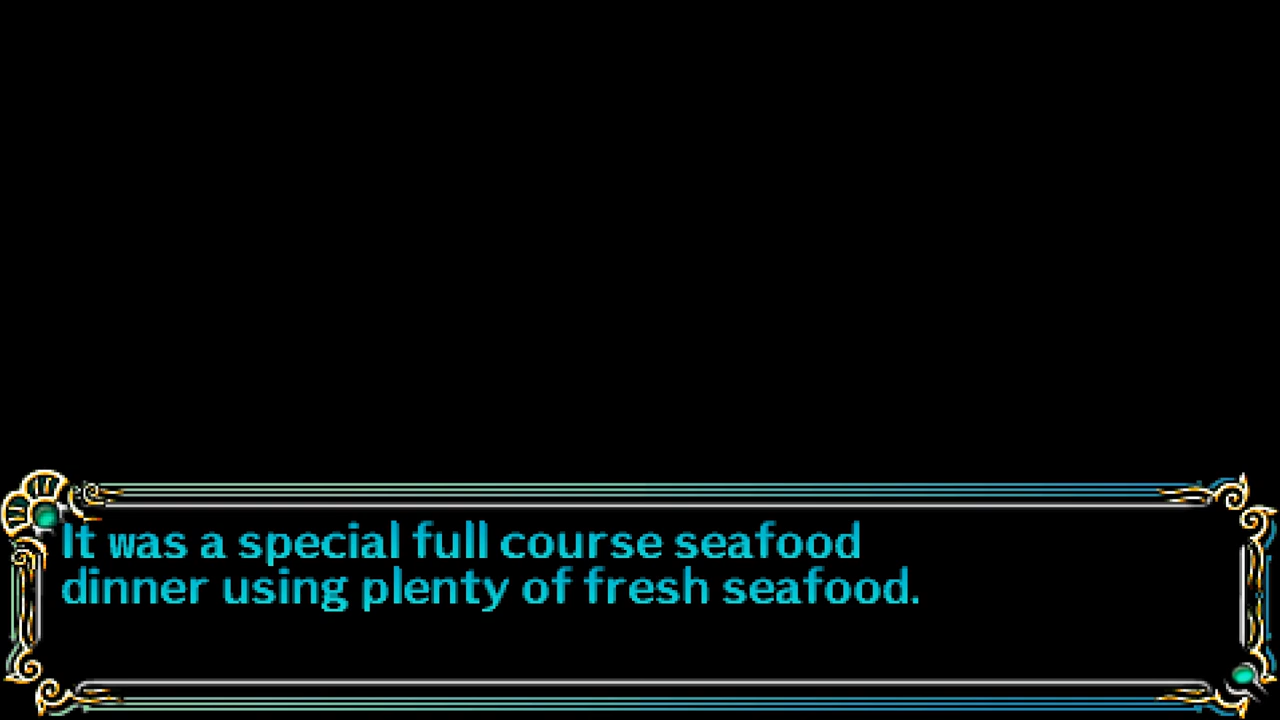 It was a special full course seafood
dinner using plenty of fresh seafood.